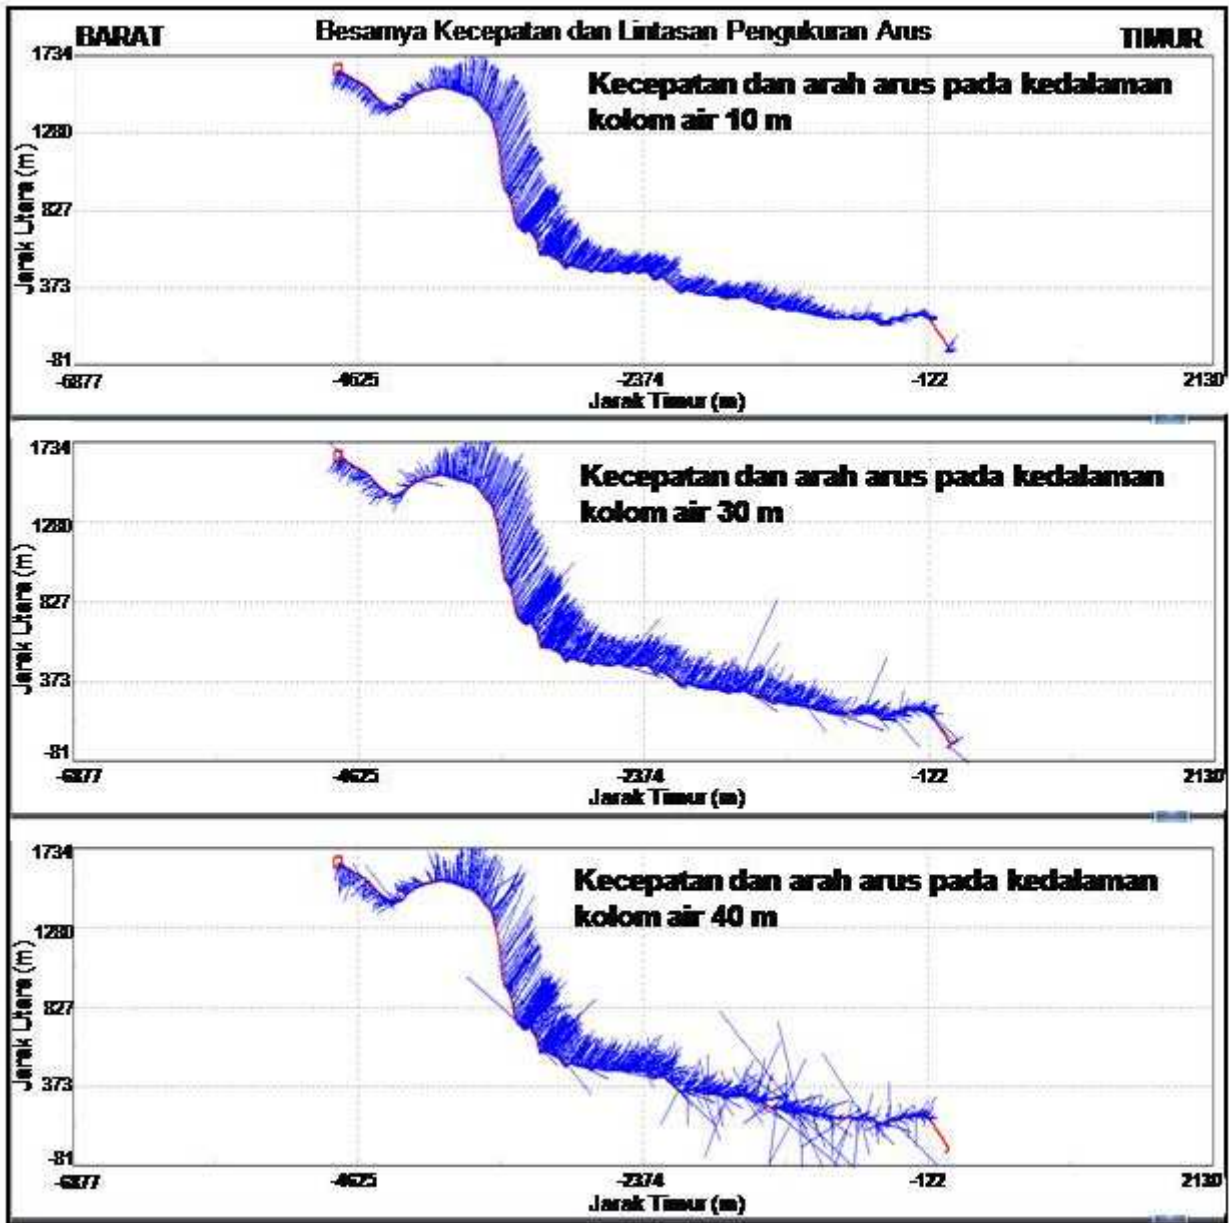 BARAT
Besarnya Kecepatan dan Lintasan Pengukuran Arus
TIMUR
Kecepatan dan arah arus pada kedalaman
kolom air 10 m
Jarak Utara (m)
1734
1280
827
373
-81
-6877
-4625
-2374
-122
2130
Jarak Timur (m)
Kecepatan dan arah arus pada kedalaman
kolom air 30 m
Jarak Utara (m)
1734
1280
827
373
-81
-6877
-4625
-2374
-122
2130
Jarak Timur (m)
Kecepatan dan arah arus pada kedalaman
kolom air 40 m
Jarak Utara (m)
1734
1280
827
373
-81
-6877
-4625
-2374
-122
2130
Jarak Timur (m)